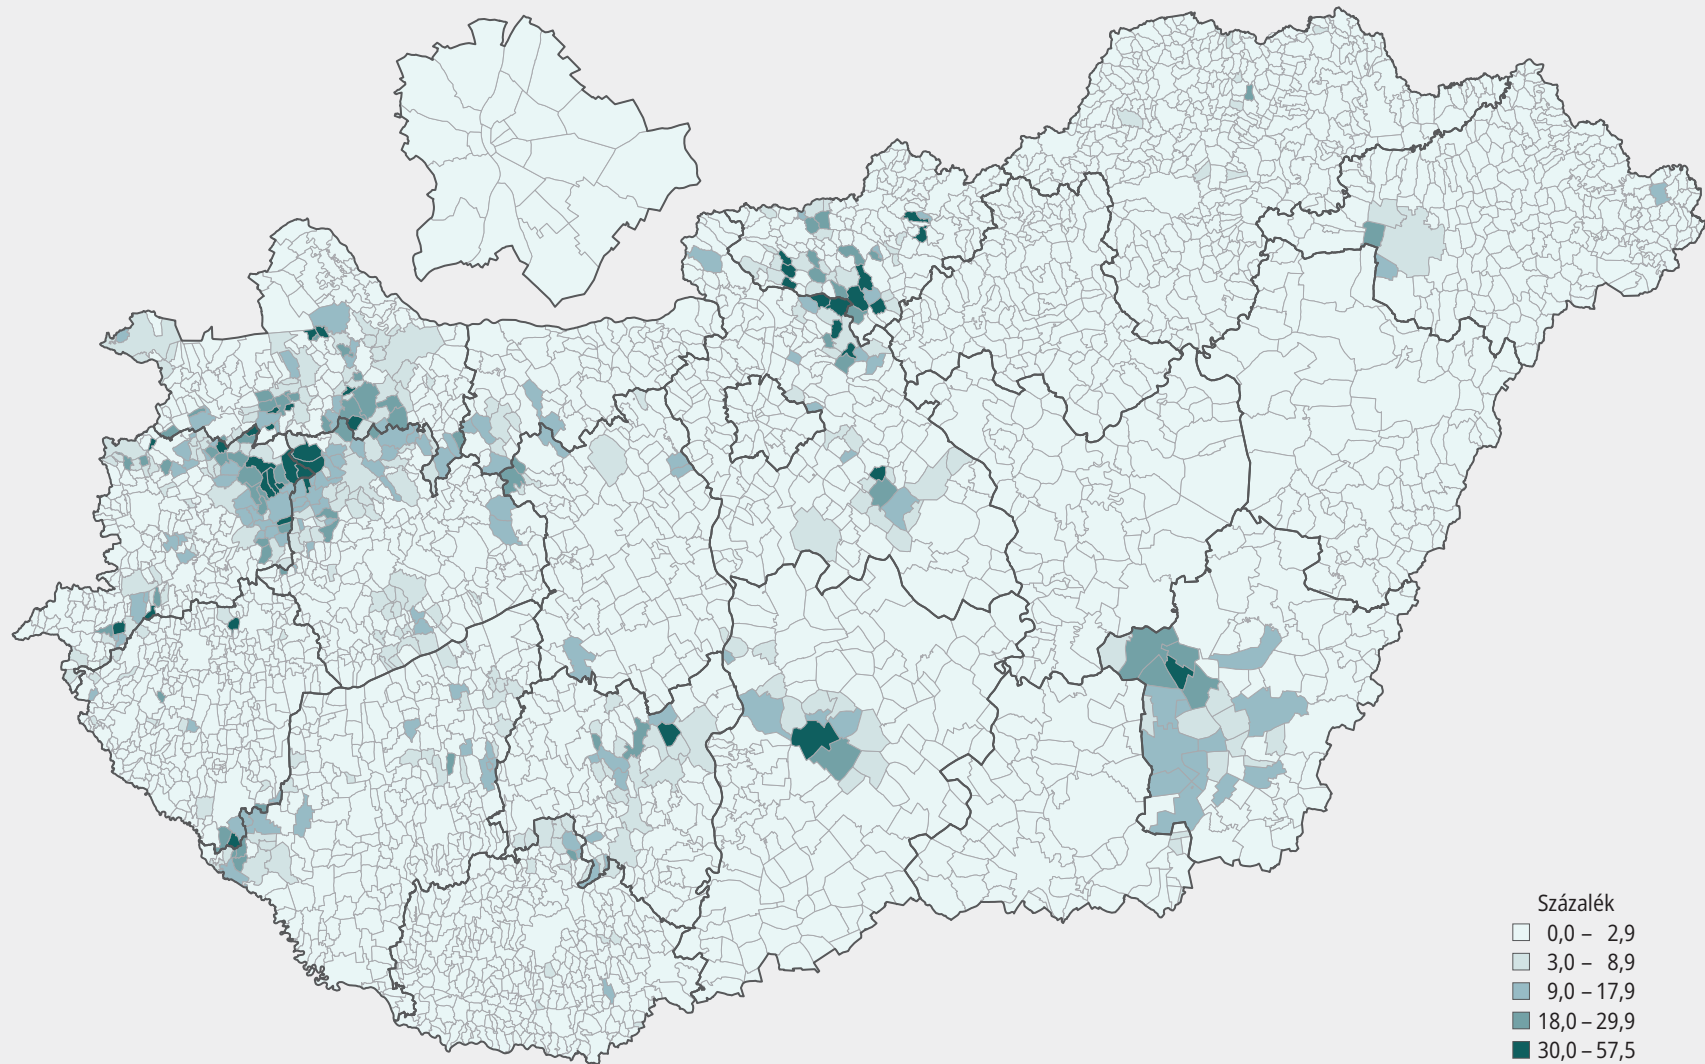 Százalék
0,0 – 2,9
3,0 – 8,9
9,0 – 17,9
18,0 – 29,9
30,0 – 57,5